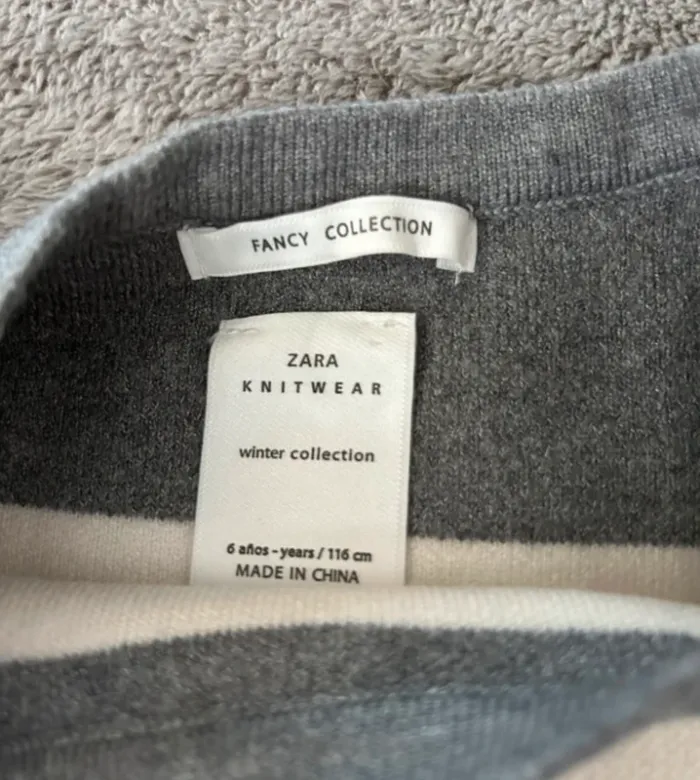 FANCY COLLECTION
ZARA
KNITWEAR
winter collection
6 años - years / 116 cm
MADE IN CHINA